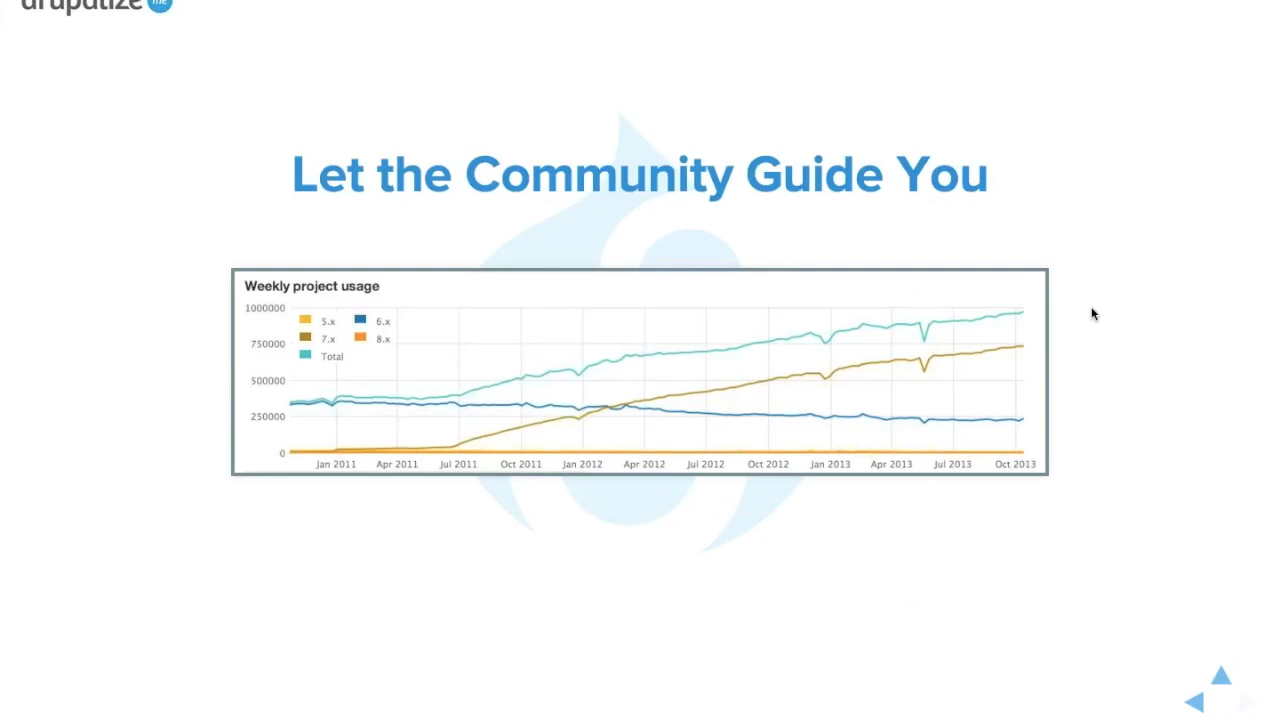 drupalize me
Let the Community Guide You
Weekly project usage
1000000
750000
500000
250000
0
5.x 6.x
7.x 8.x
Total
Jan 2011 Apr 2011 Jul 2011 Oct 2011 Jan 2012 Apr 2012 Jul 2012 Oct 2012 Jan 2013 Apr 2013 Jul 2013 Oct 2013